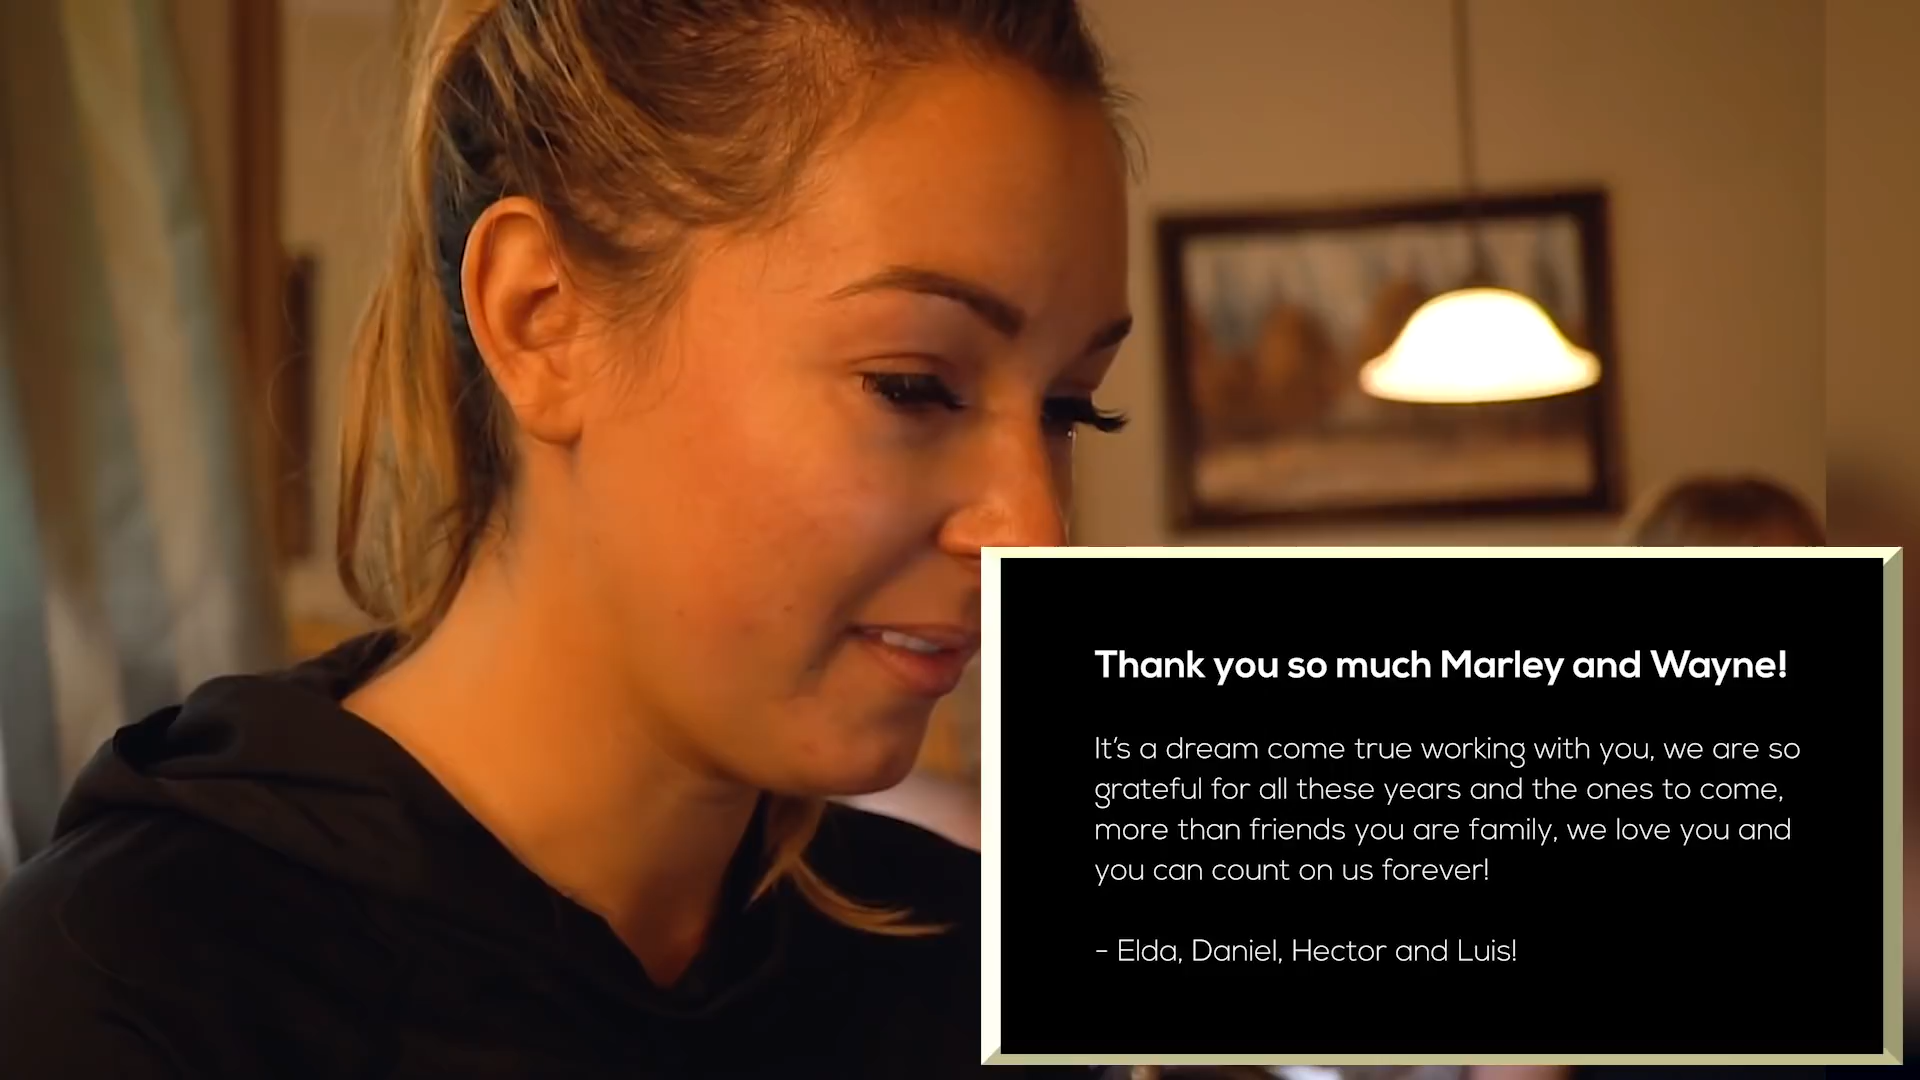 Thank you so much Marley and Wayne!
It's a dream come true working with you, we are so
grateful for all these years and the ones to come,
more than friends you are family, we love you and
you can count on us forever!
- Elda, Daniel, Hector and Luis!